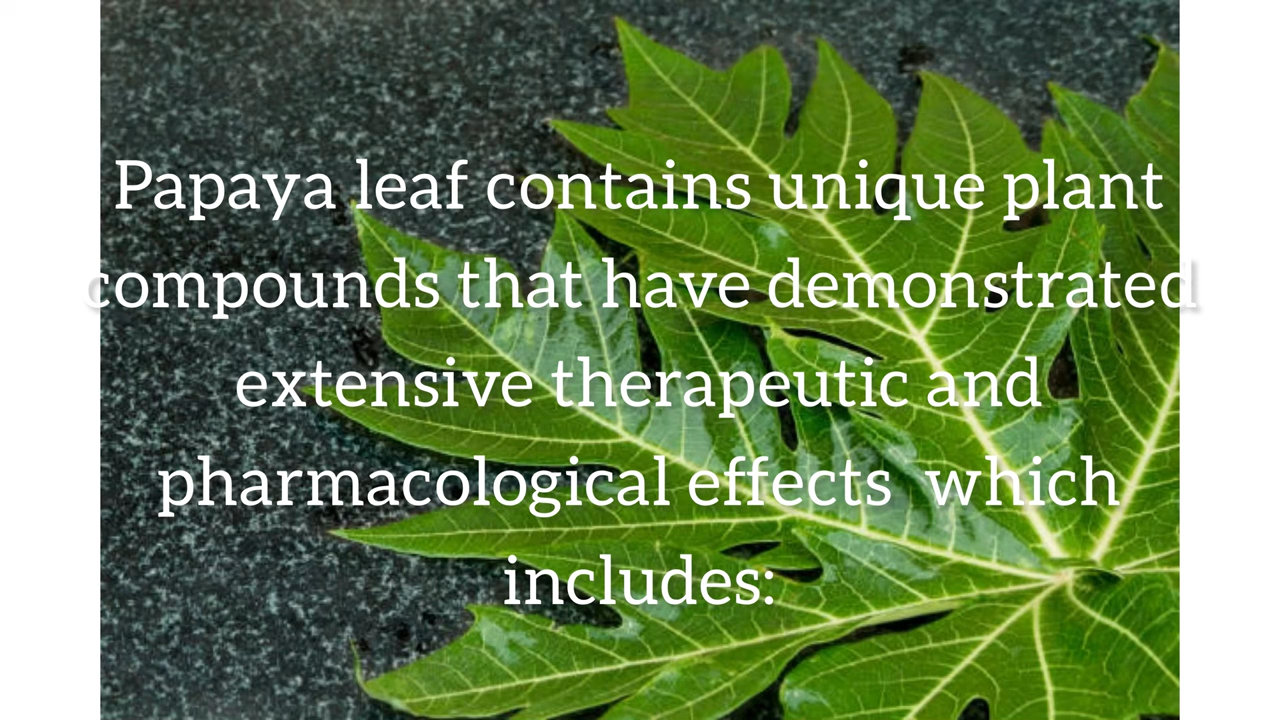 Papaya leaf contains unique plant
compounds that have demonstrated
extensive therapeutic and
pharmacological effects  which
includes: